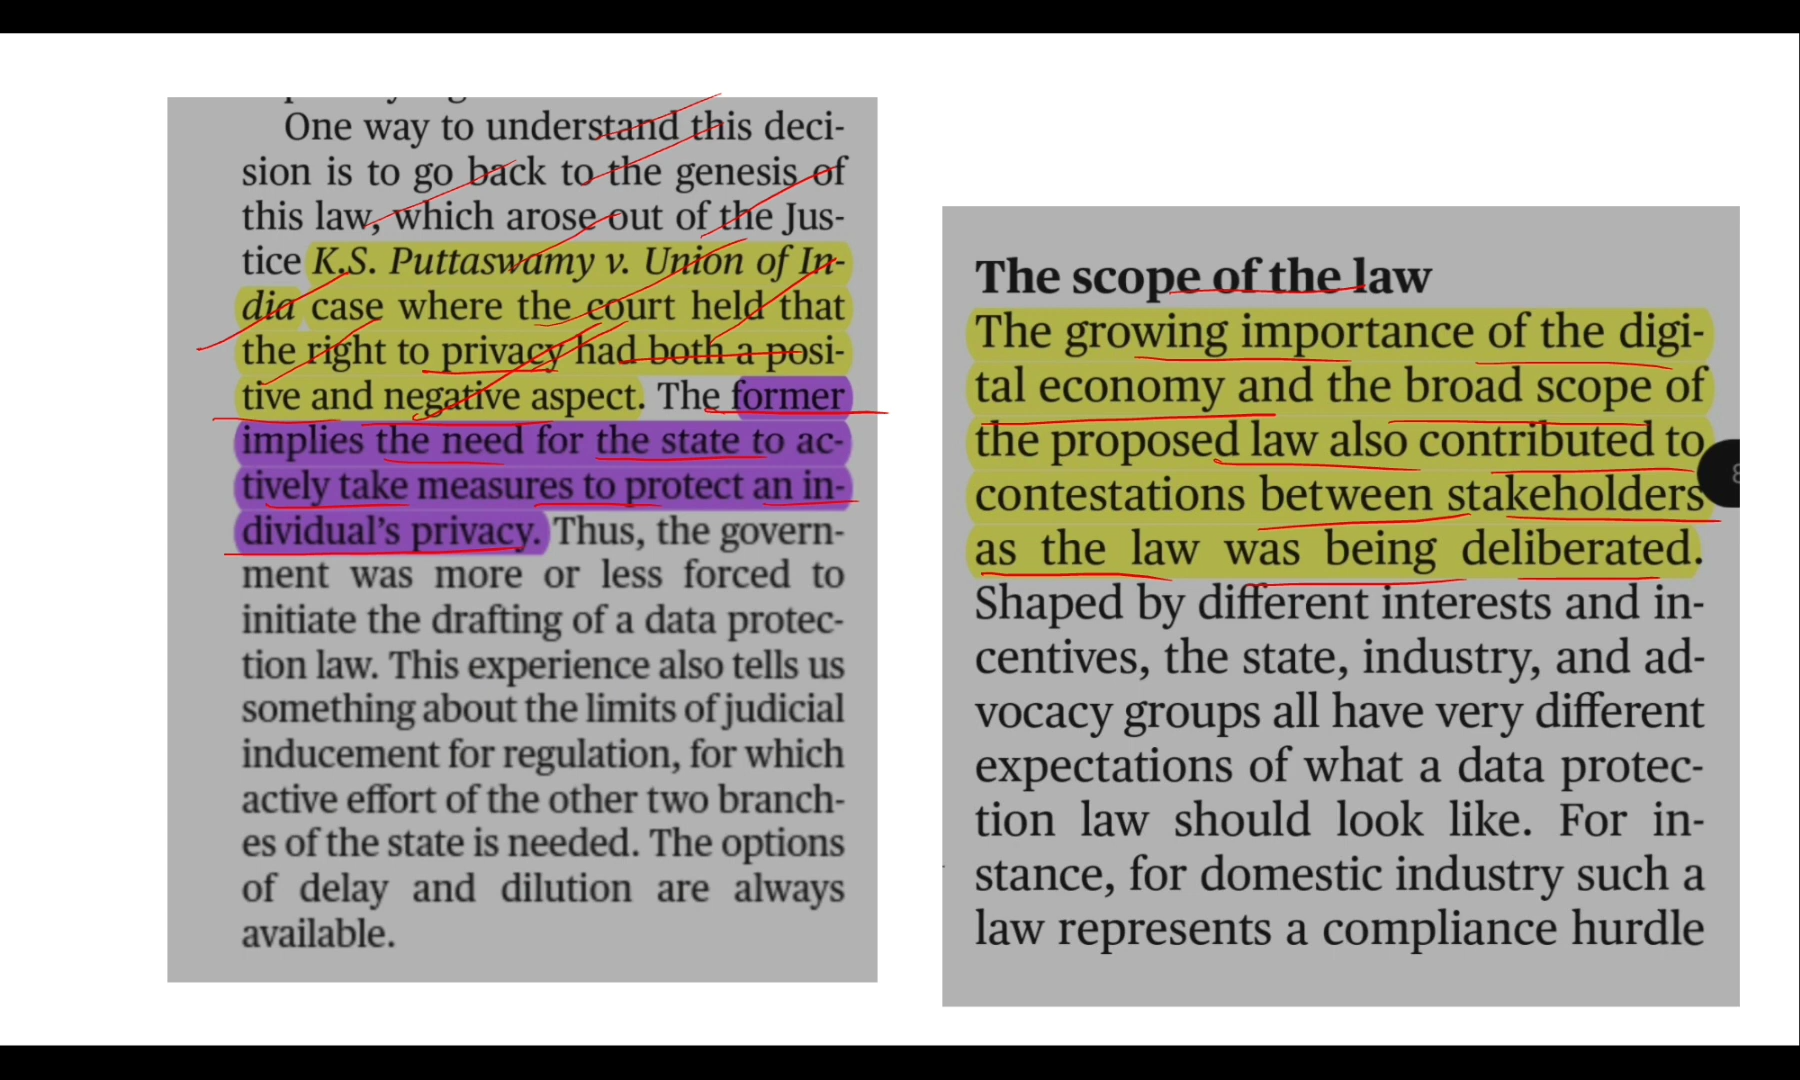 One way to understand this deci-
sion is to go back to the genesis of
this law, which arose out of the Jus-
tice K.S. Puttaswamy v. Union of In-
dia case where the court held that
the right to privacy had both a posi-
tive and negative aspect. The former
implies the need for the state to ac-
tively take measures to protect an in-
dividual's privacy. Thus, the govern-
ment was more or less forced to
initiate the drafting of a data protec-
tion law. This experience also tells us
something about the limits of judicial
inducement for regulation, for which
active effort of the other two branch-
es of the state is needed. The options
of delay and dilution are always
available.
The scope of the law
The growing importance of the digi-
tal economy and the broad scope of
the proposed law also contributed to
contestations between stakeholders
as the law was being deliberated.
Shaped by different interests and in-
centives, the state, industry, and ad-
vocacy groups all have very different
expectations of what a data protec-
tion law should look like. For in-
stance, for domestic industry such a
law represents a compliance hurdle